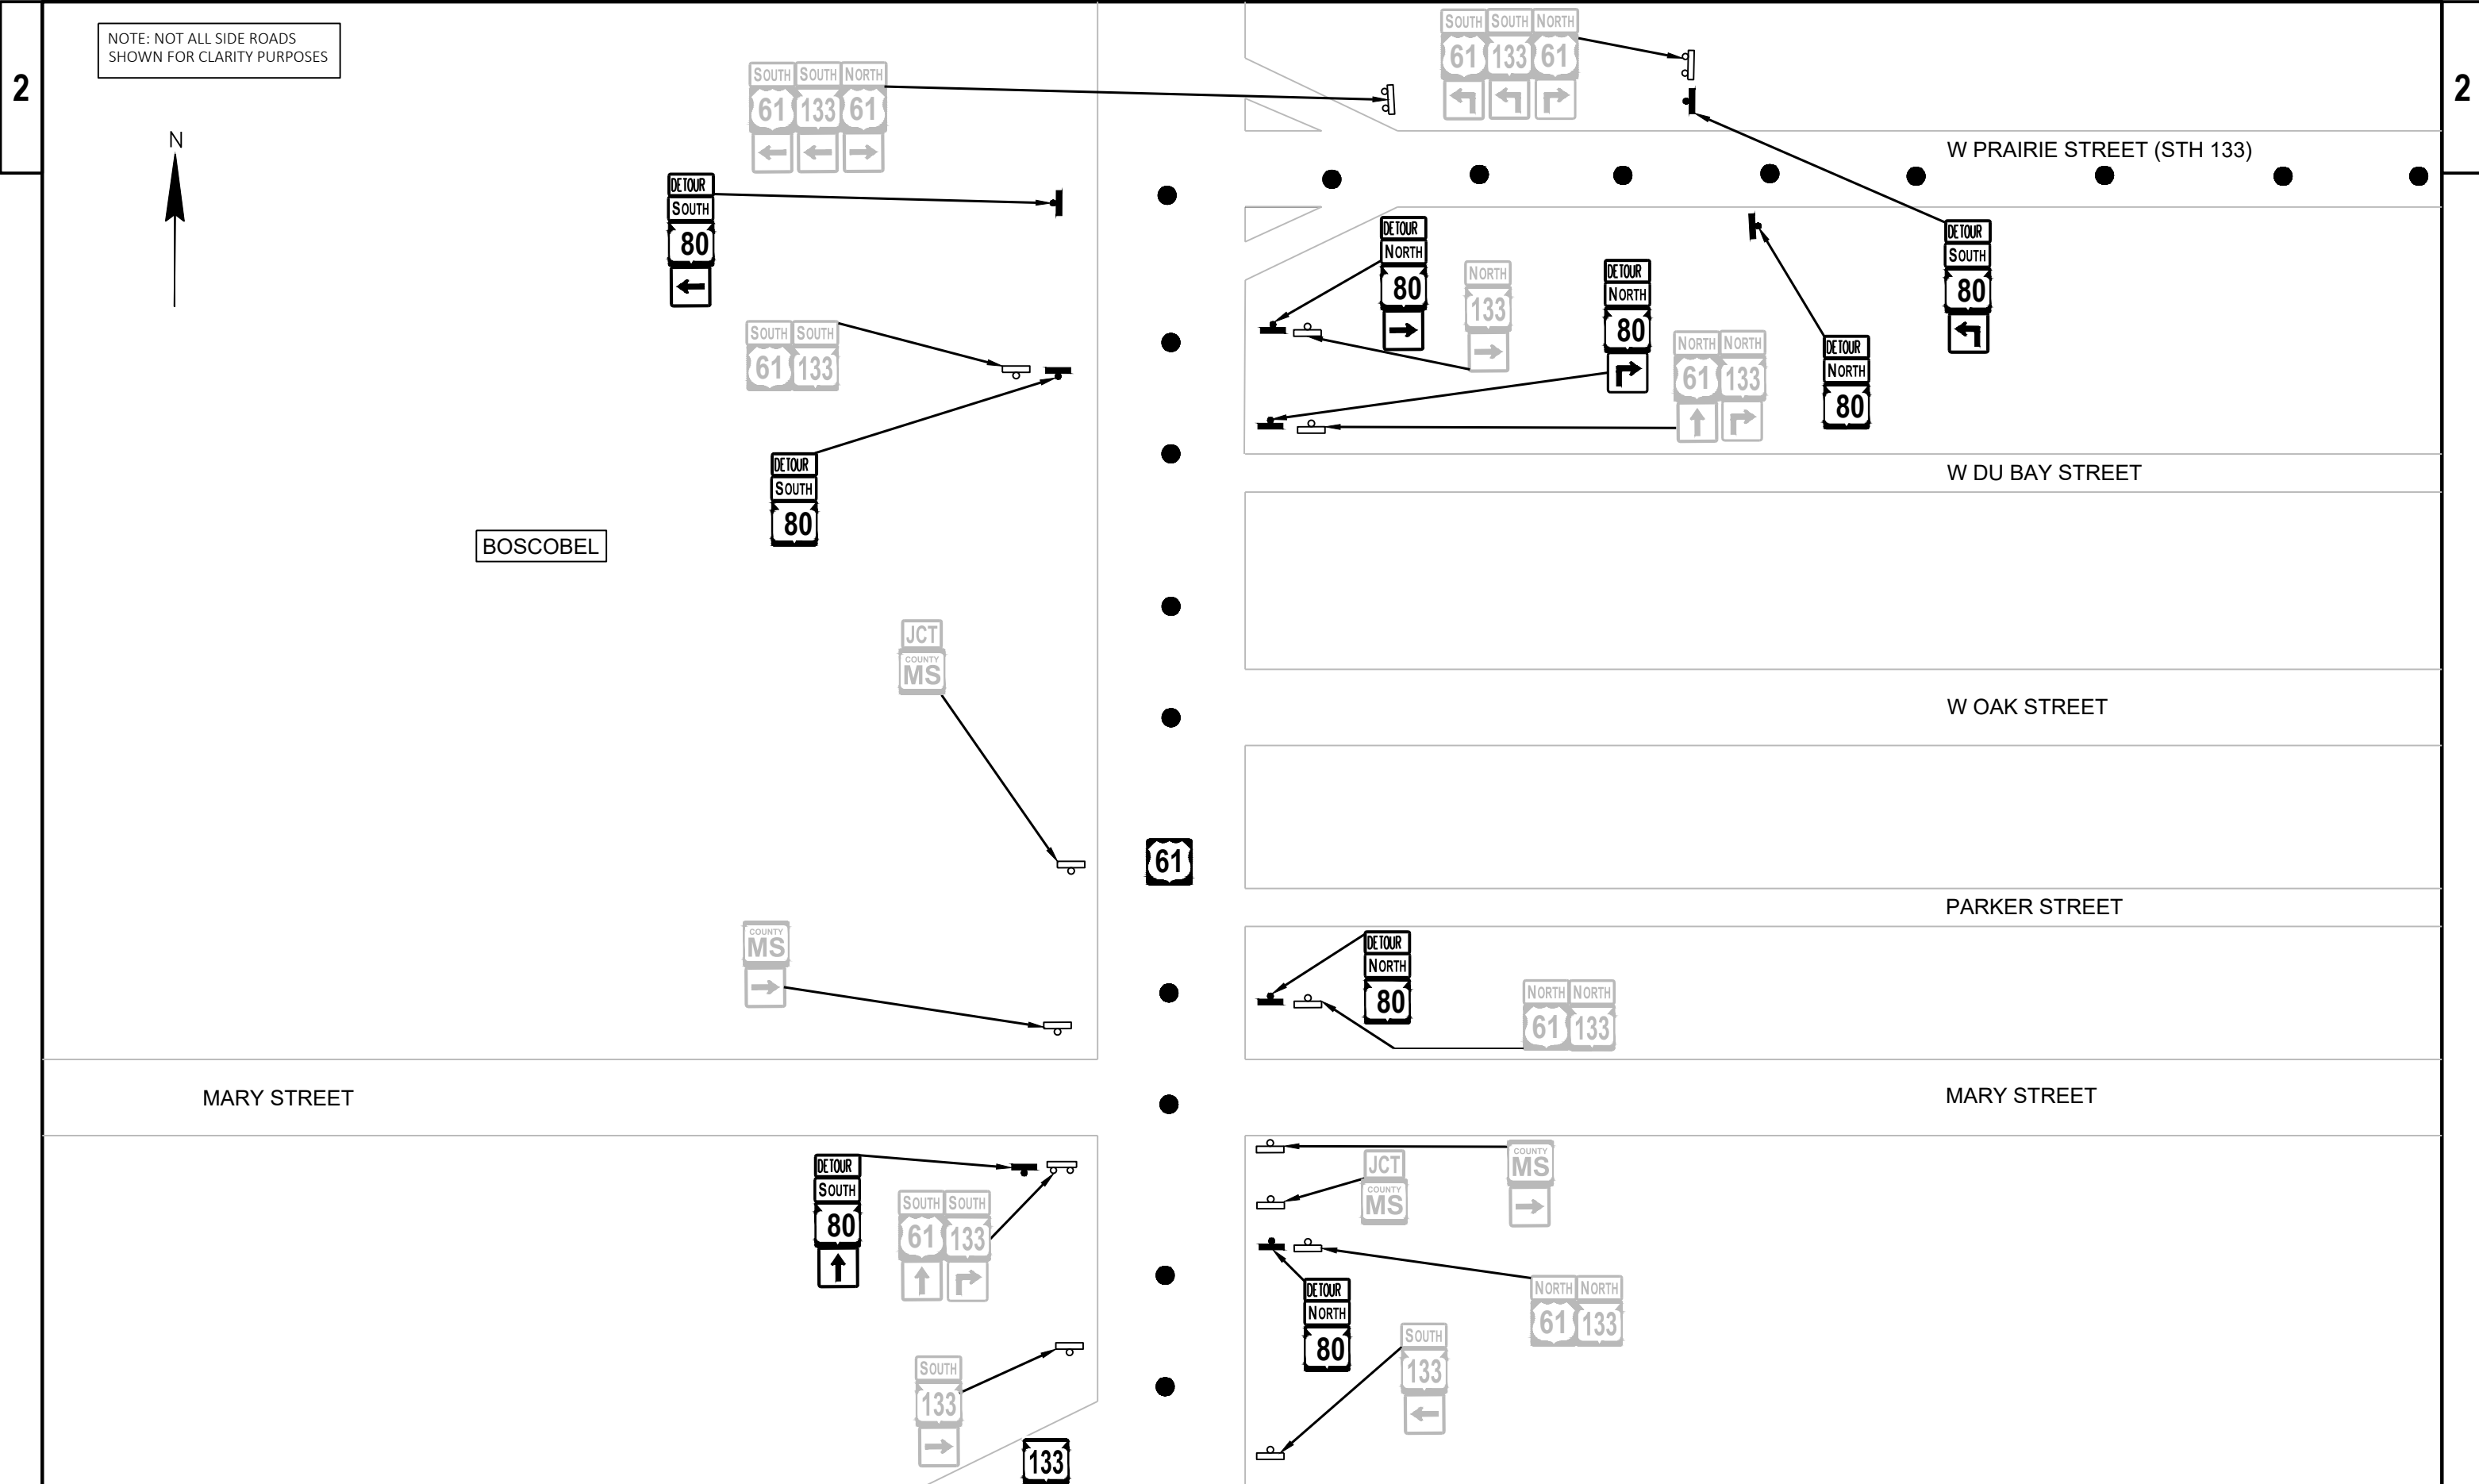 2
NOTE: NOT ALL SIDE ROADS
SHOWN FOR CLARITY PURPOSES
N
SOUTH SOUTH NORTH
61 133 61
SOUTH SOUTH NORTH
61 133 61
2
W PRAIRIE STREET (STH 133)
DETOUR
SOUTH
80
DETOUR
NORTH
80
NORTH
133
DETOUR
NORTH
80
DETOUR
SOUTH
80
SOUTH SOUTH
61 133
NORTH NORTH
61 133
DETOUR
NORTH
80
DETOUR
SOUTH
80
W DU BAY STREET
BOSCOBEL
JCT
COUNTY
MS
W OAK STREET
61
PARKER STREET
COUNTY
MS
DETOUR
NORTH
80
NORTH NORTH
61 133
MARY STREET
MARY STREET
DETOUR
SOUTH
80
SOUTH SOUTH
61 133
JCT
COUNTY
MS
COUNTY
MS
DETOUR
NORTH
80
NORTH NORTH
61 133
SOUTH
133
SOUTH
133
133